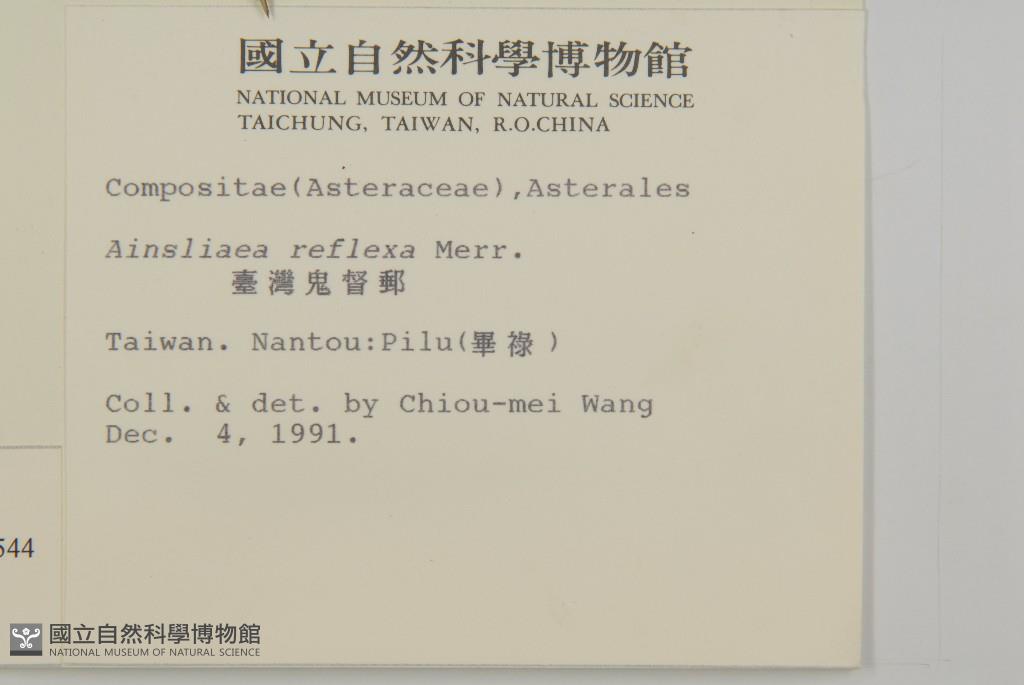 國立自然科學博物館
NATIONAL MUSEUM OF NATURAL SCIENCE
TAICHUNG, TAIWAN, R.O.CHINA
Compositae(Asteraceae),Asterales
Ainsliaea reflexa Merr.
臺灣鬼督郵
Taiwan. Nantou:Pilu(畢祿)
Coll. & det. by Chiou-mei Wang
Dec. 4, 1991.
544
國立自然科學博物館
NATIONAL MUSEUM OF NATURAL SCIENCE